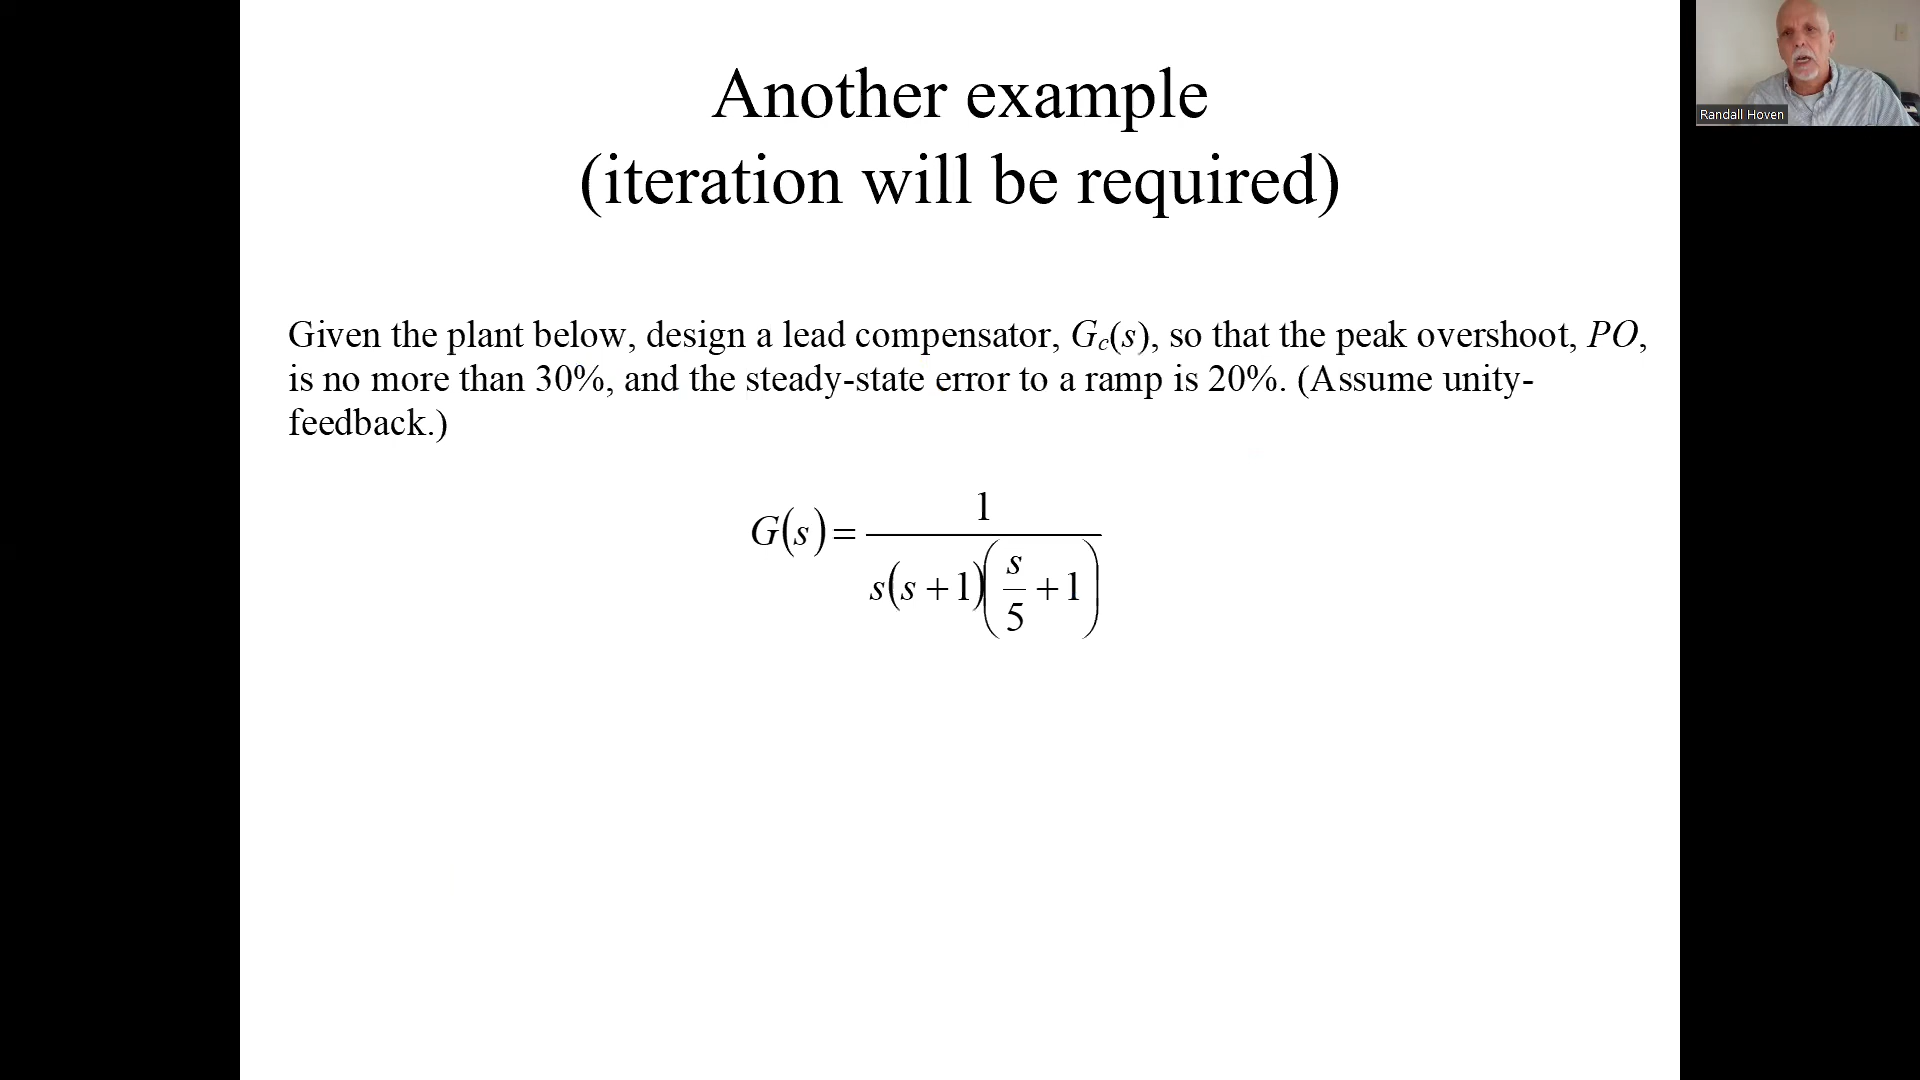 Another example
(iteration will be required)
Randall Hoven
Given the plant below, design a lead compensator, Gc(s), so that the peak overshoot, PO,
is no more than 30%, and the steady-state error to a ramp is 20%. (Assume unity-
feedback.)
G(s) = 1 / s(s + 1)(s/5 + 1)